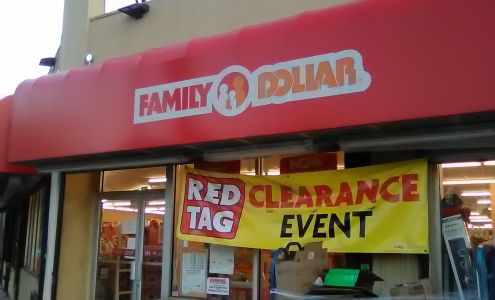 FAMILY DOLLAR
NOW
RED TAG CLEARANCE EVENT